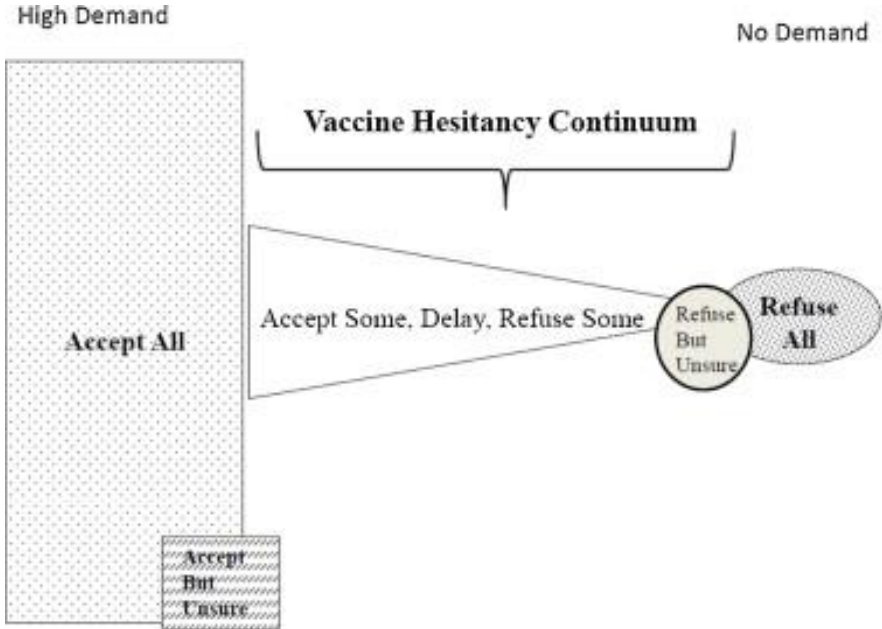 High Demand
No Demand
Vaccine Hesitancy Continuum
Accept All
Accept Some, Delay, Refuse Some
Refuse
But
Unsure
Refuse
All
Accept
But
Unsure